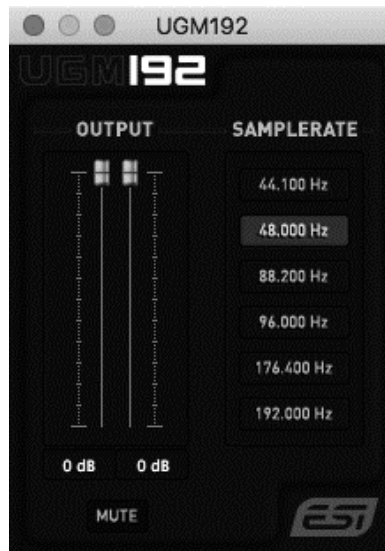 UGM192
UGM192
OUTPUT
SAMPLERATE
44.100 Hz
48.000 Hz
88.200 Hz
96.000 Hz
176.400 Hz
192.000 Hz
0 dB 0 dB
MUTE
ESI